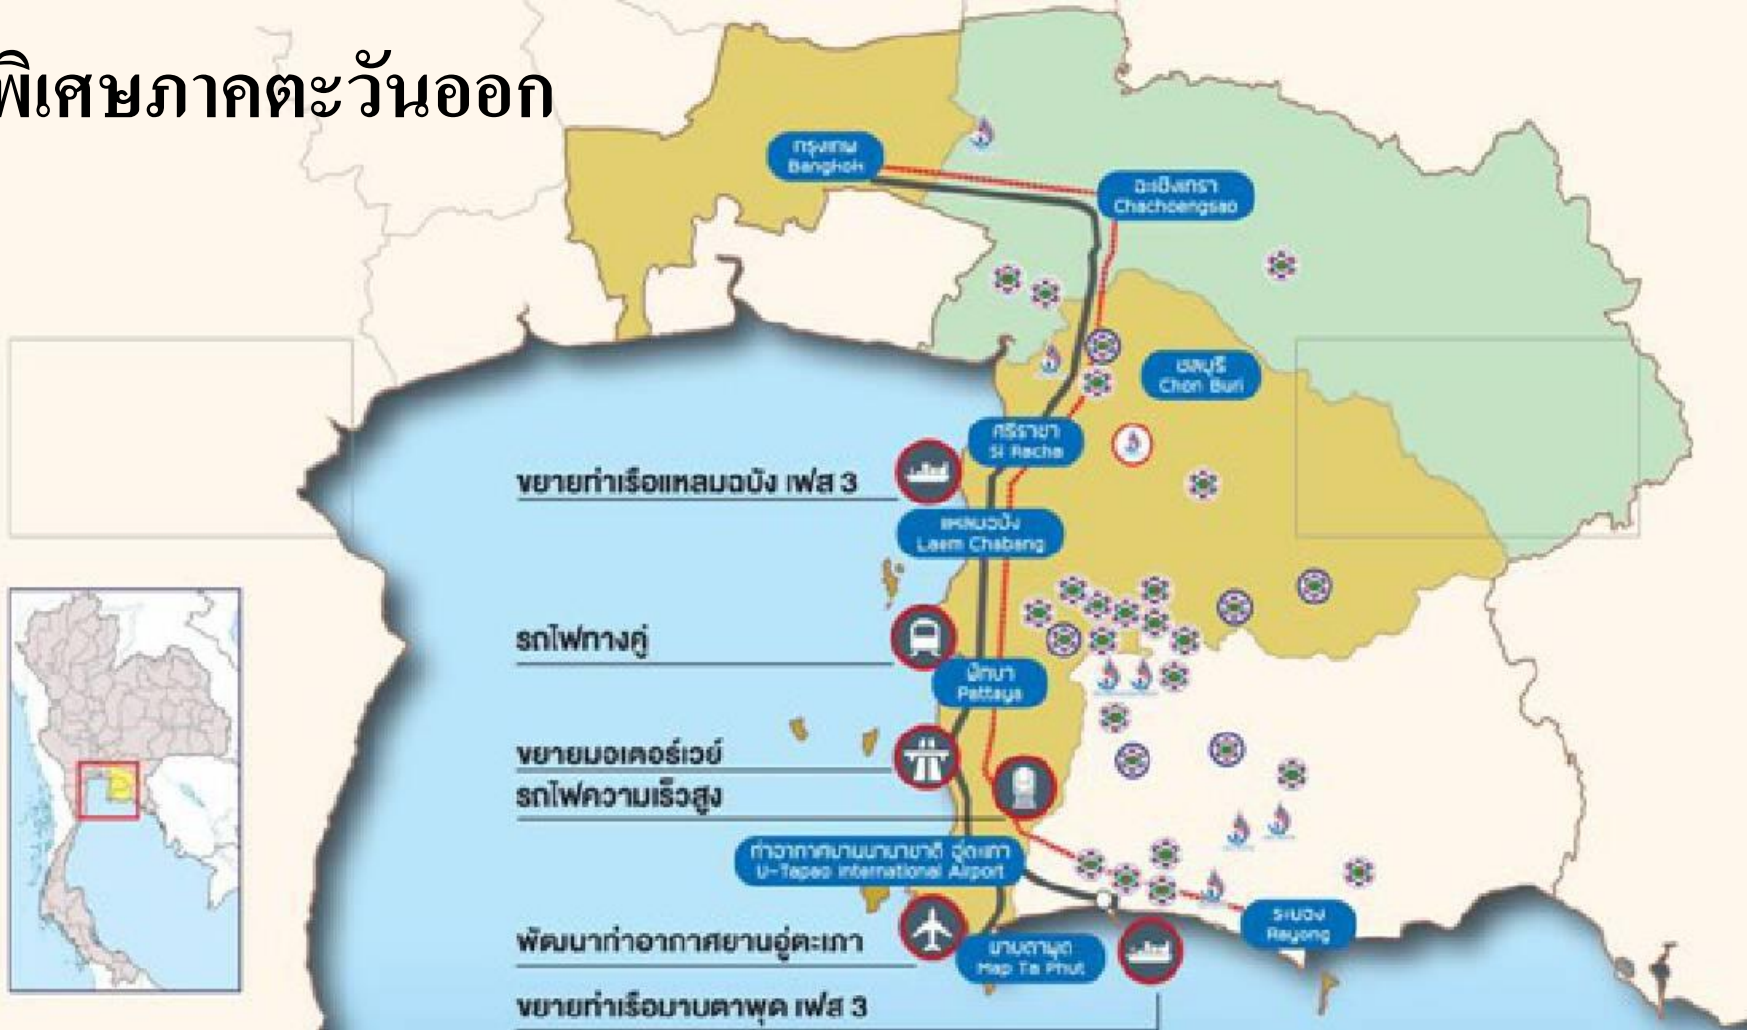 พิเศษภาคตะวันออก
กรุงเทพ
Bangkok
ฉะเชิงเทรา
Chachoengsao
ชลบุรี
Chon Buri
ศรีราชา
Si Racha
ขยายท่าเรือแหลมฉบัง เฟส 3
แหลมฉบัง
Laem Chabang
รถไฟทางคู่
พัทยา
Pattaya
ขยายมอเตอร์เวย์
รถไฟความเร็วสูง
ท่าอากาศยานนานาชาติ อู่ตะเภา
U-Tapao International Airport
ระยอง
Rayong
พัฒนาท่าอากาศยานอู่ตะเภา
มาบตาพุด
Map Ta Phut
ขยายท่าเรือมาบตาพุด เฟส 3